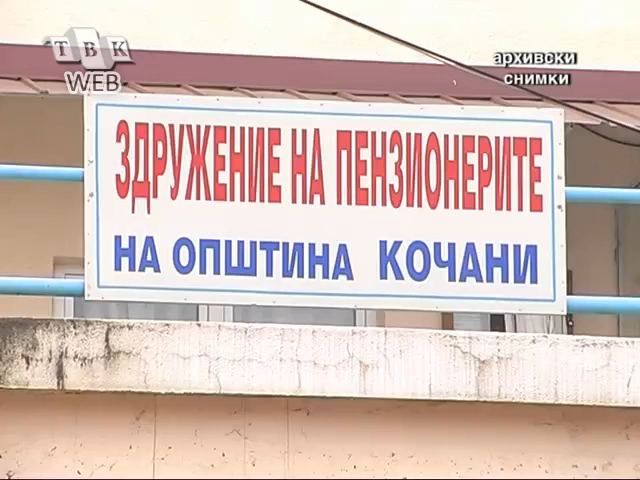 ТВК
WEB
архивски
снимки
ЗДРУЖЕНИЕ НА ПЕНЗИОНЕРИТЕ
НА ОПШТИНА КОЧАНИ